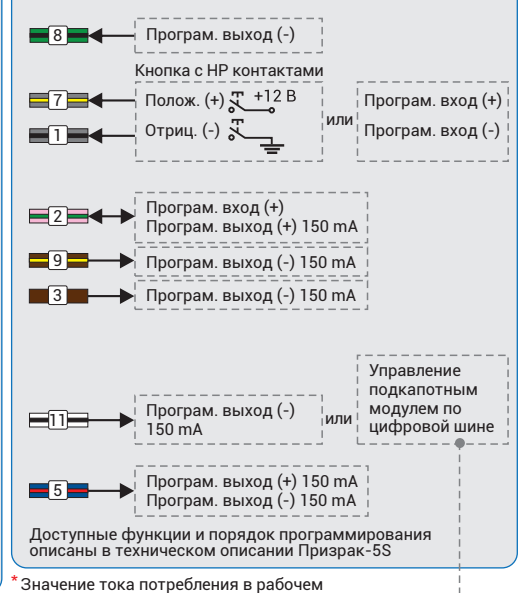 8 Програм. выход (-)
Кнопка с НР контактами
7 Полож. (+) +12 В
1 Отриц. (-)
или
Програм. вход (+)
Програм. вход (-)
2 Програм. вход (+)
Програм. выход (+) 150 mA
9 Програм. выход (-) 150 mA
3 Програм. выход (-) 150 mA
11 Програм. выход (-)
150 mA
или
Управление
подкапотным
модулем по
цифровой шине
5 Програм. выход (+) 150 mA
Програм. выход (-) 150 mA
Доступные функции и порядок программирования
описаны в техническом описании Призрак-5S
* Значение тока потребления в рабочем